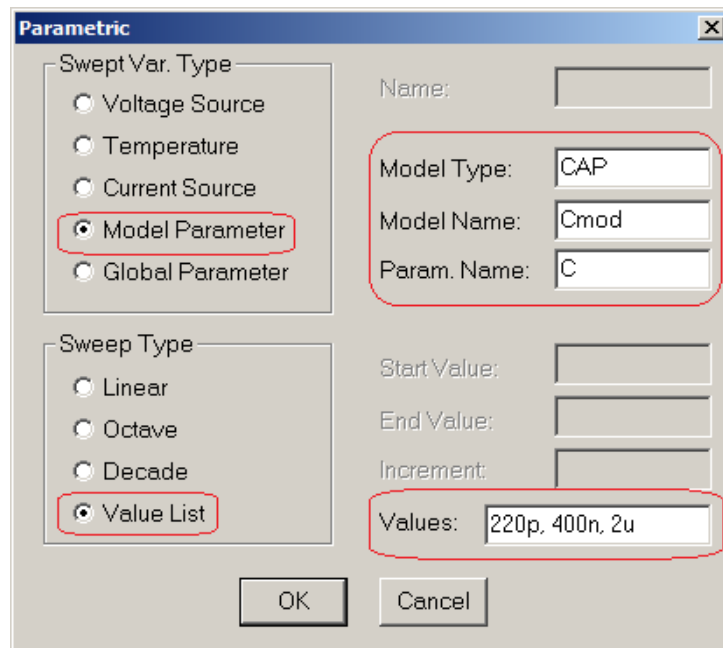 Parametric
Swept Var. Type
Voltage Source
Temperature
Current Source
Model Parameter
Global Parameter
Name:
Model Type: CAP
Model Name: Cmod
Param. Name: C
Sweep Type
Linear
Octave
Decade
Value List
Start Value:
End Value:
Increment:
Values: 220p, 400n, 2u
OK Cancel